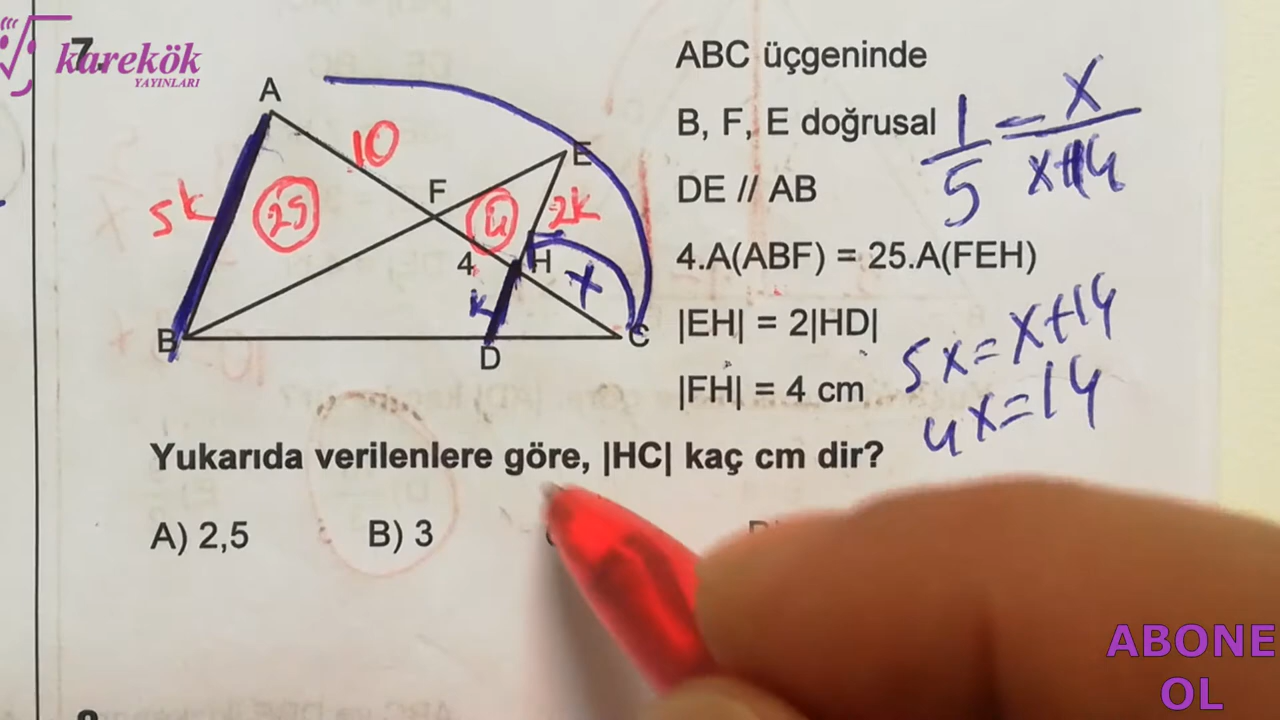 karekök
YAYINLARI
7.
ABC üçgeninde
B, F, E doğrusal
DE // AB
4.A(ABF) = 25.A(FEH)
|EH| = 2|HD|
|FH| = 4 cm
A
10
E
F
5k
25
4
2k
4
H
x
k
B
D
C
1/5 = x/x+14
5x=x+14
4x=14
Yukarıda verilenlere göre, |HC| kaç cm dir?
A) 2,5 B) 3
ABONE
OL